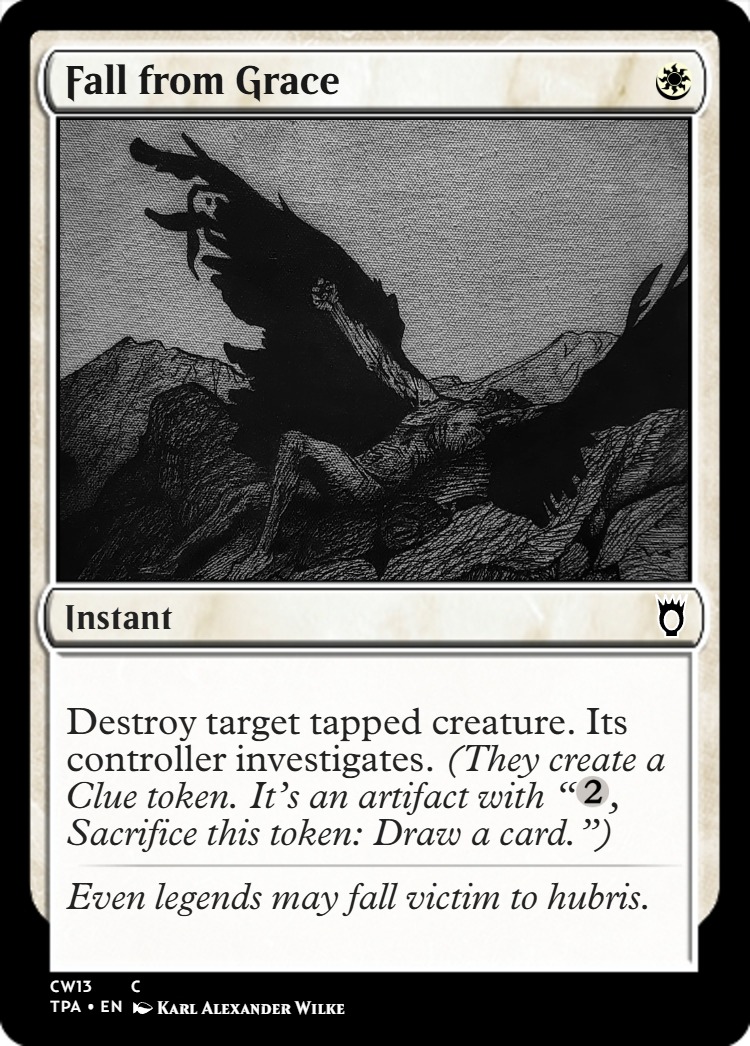 Fall from Grace
Instant
Destroy target tapped creature. Its
controller investigates. (They create a
Clue token. It's an artifact with “2,
Sacrifice this token: Draw a card.”)
Even legends may fall victim to hubris.
CW13 C
TPA • EN Karl Alexander Wilke